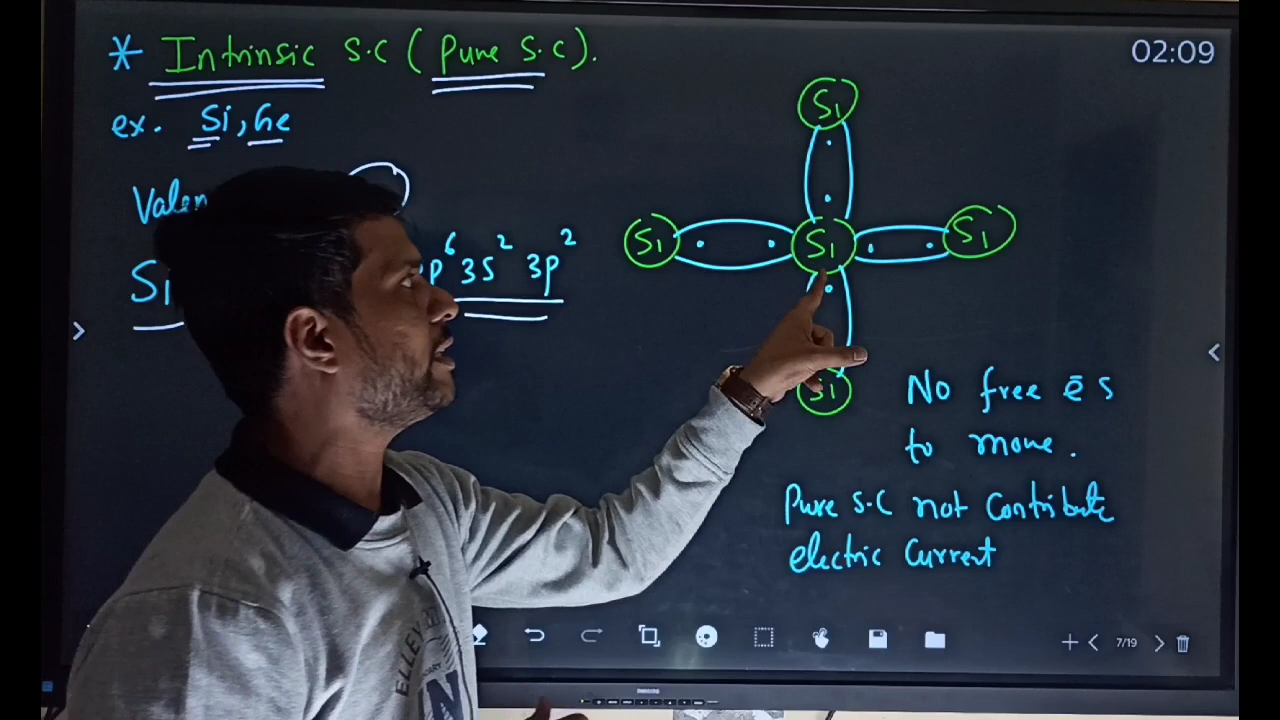 * Intrinsic S.C (Pure S.C).
02:09
ex. Si, Ge
Valen
Si p⁶ 3s² 3p²
Si
Si Si Si
Si
No free ē s
to move.
Pure S.C not Contribute
electric Current
7/19
ELLEY
N